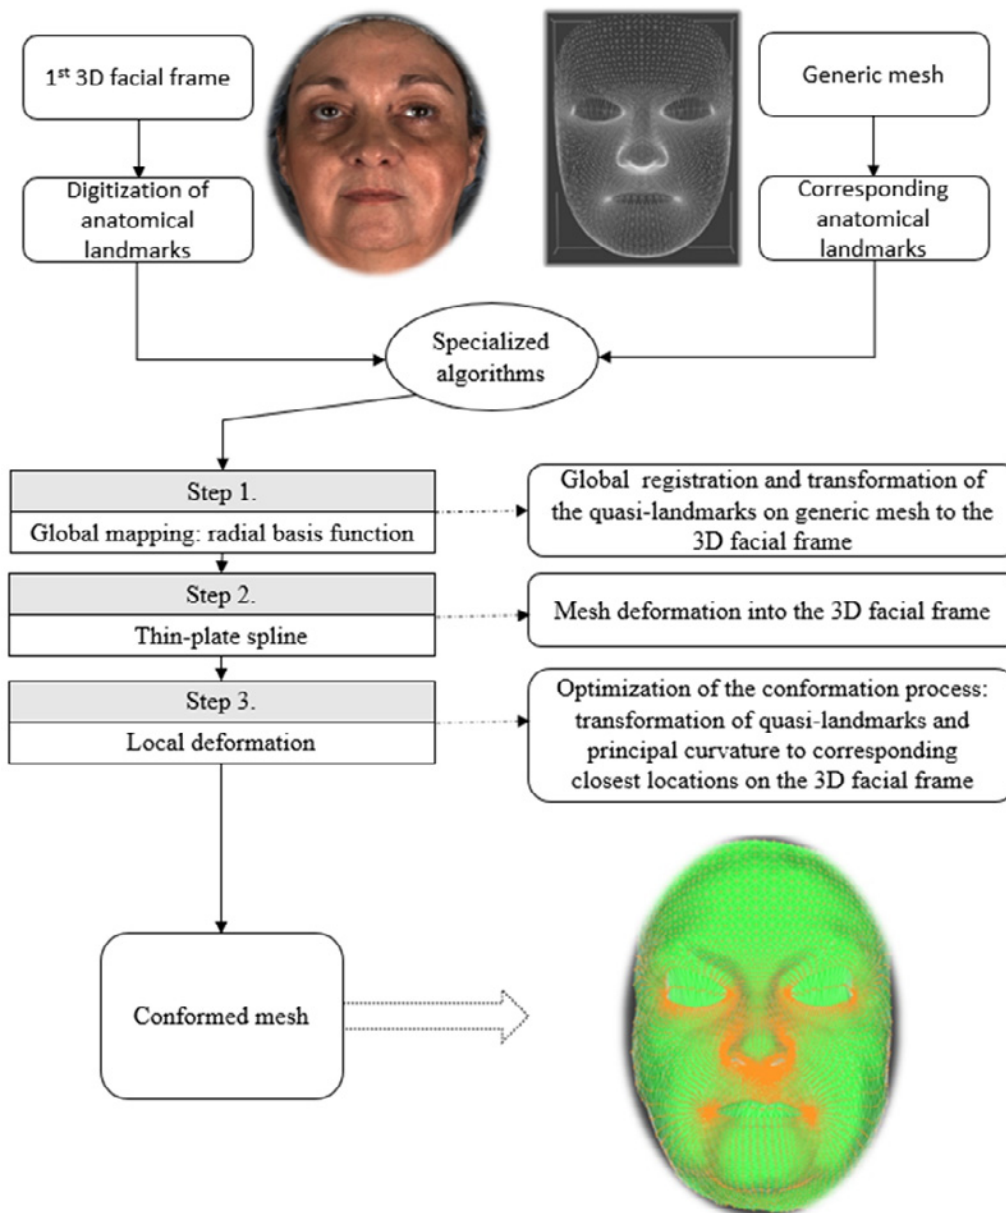 1st 3D facial frame
Generic mesh
Digitization of
anatomical
landmarks
Corresponding
anatomical
landmarks
Specialized
algorithms
Step 1.
Global mapping: radial basis function
Global registration and transformation of
the quasi-landmarks on generic mesh to the
3D facial frame
Step 2.
Thin-plate spline
Mesh deformation into the 3D facial frame
Step 3.
Local deformation
Optimization of the conformation process:
transformation of quasi-landmarks and
principal curvature to corresponding
closest locations on the 3D facial frame
Conformed mesh